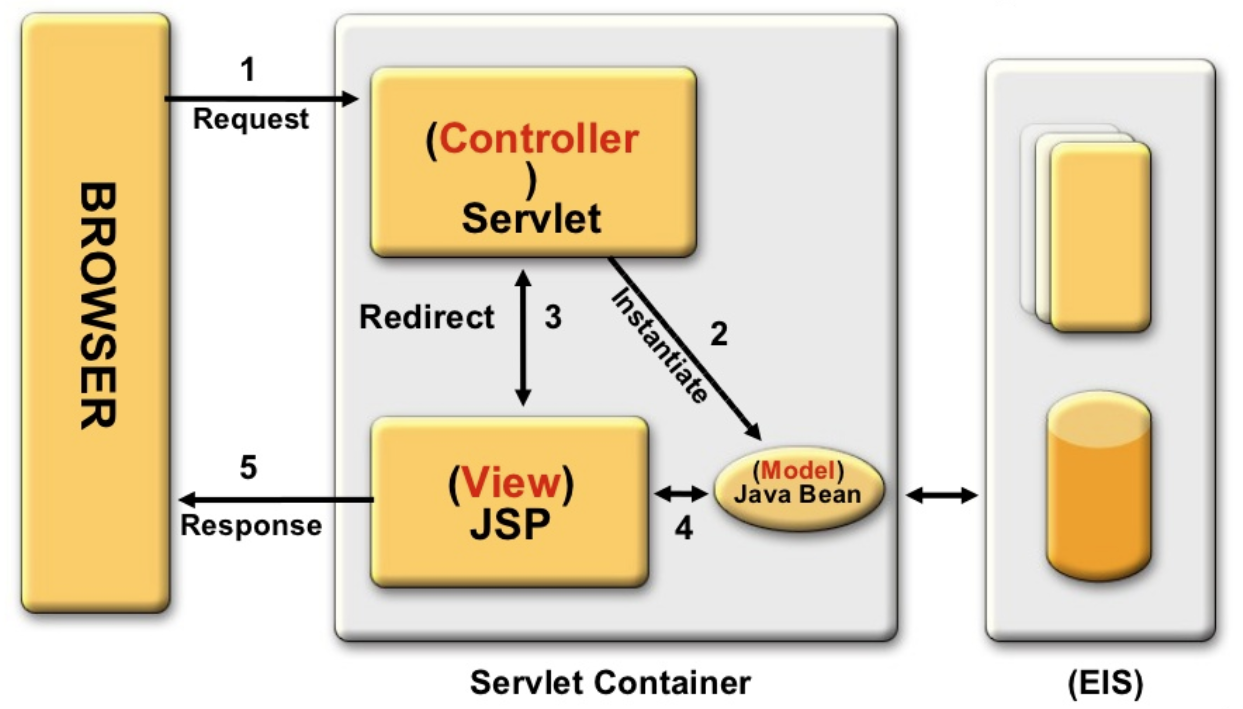 BROWSER
1
Request
(Controller
)
Servlet
Redirect
3
2
Instantiate
5
Response
(View)
JSP
4
(Model)
Java Bean
Servlet Container
(EIS)